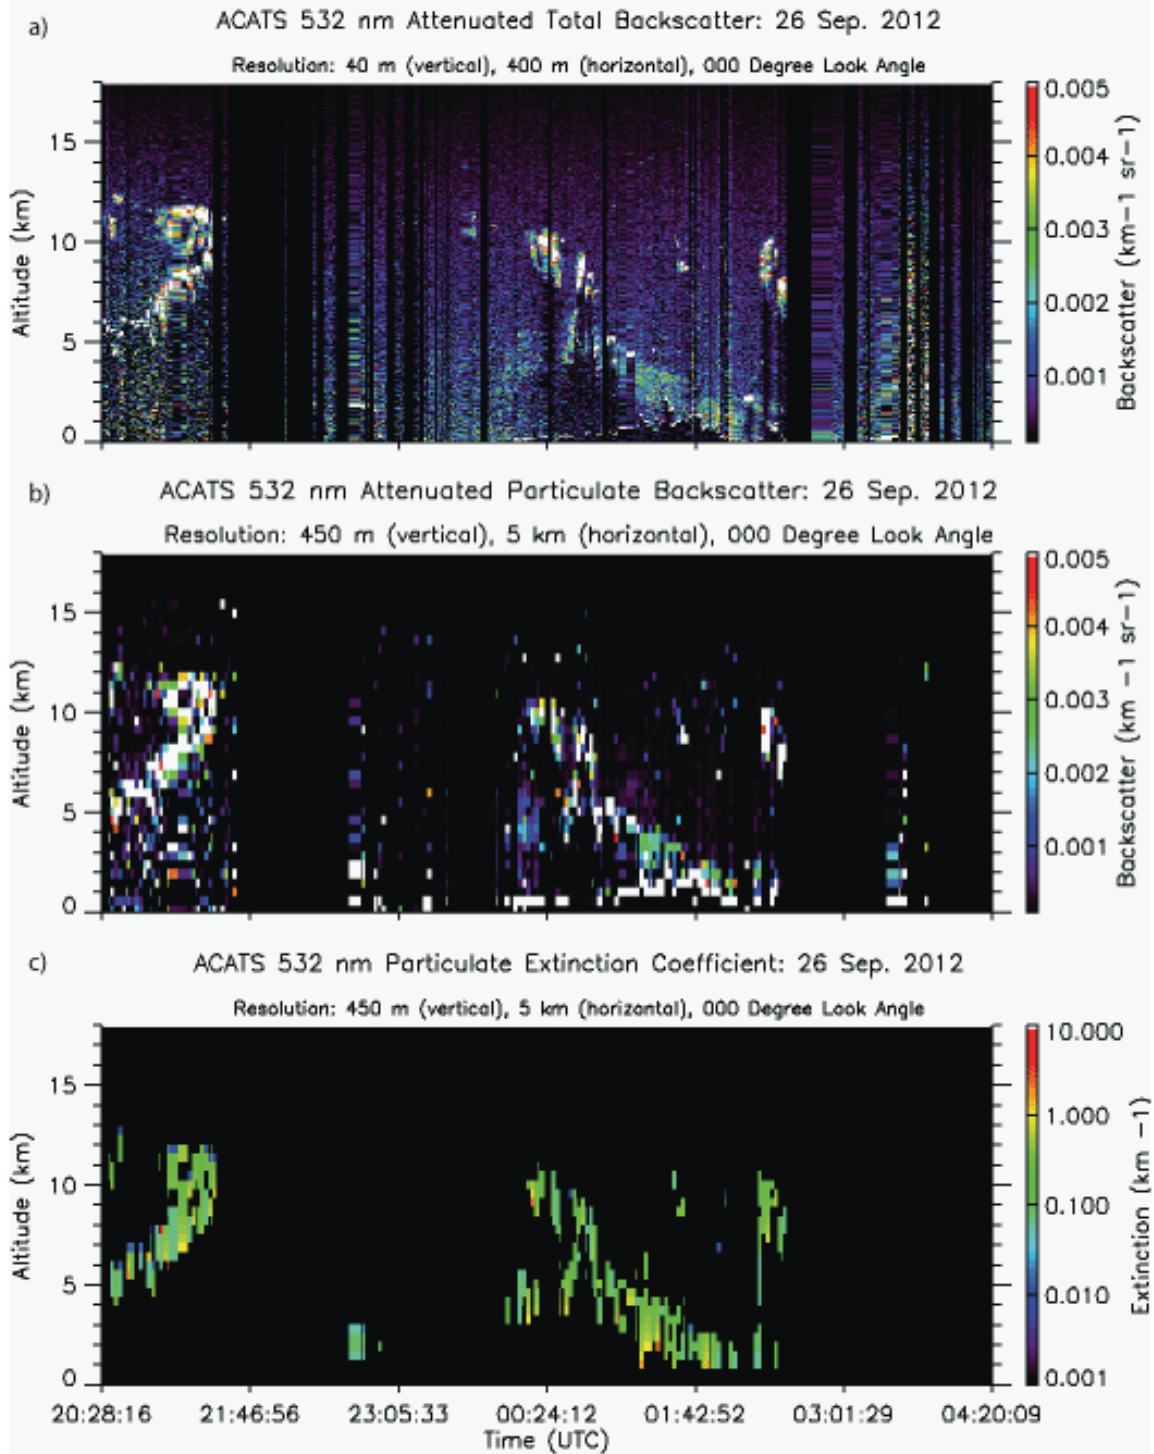 a)
ACATS 532 nm Attenuated Total Backscatter: 26 Sep. 2012
Resolution: 40 m (vertical), 400 m (horizontal), 000 Degree Look Angle
15
10
5
0
Altitude (km)
0.005
0.004
0.003
0.002
0.001
Backscatter (km-1 sr-1)
b)
ACATS 532 nm Attenuated Particulate Backscatter: 26 Sep. 2012
Resolution: 450 m (vertical), 5 km (horizontal), 000 Degree Look Angle
15
10
5
0
Altitude (km)
0.005
0.004
0.003
0.002
0.001
Backscatter (km -1 sr-1)
c)
ACATS 532 nm Particulate Extinction Coefficient: 26 Sep. 2012
Resolution: 450 m (vertical), 5 km (horizontal), 000 Degree Look Angle
15
10
5
0
Altitude (km)
10.000
1.000
0.100
0.010
0.001
Extinction (km -1)
20:28:16 21:46:56 23:05:33 00:24:12 01:42:52 03:01:29 04:20:09
Time (UTC)